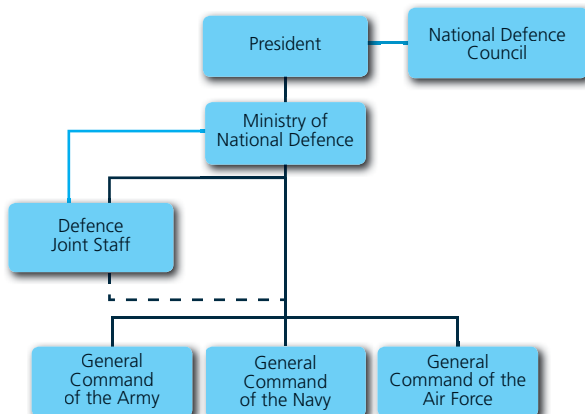 President
National Defence
Council
Ministry of
National Defence
Defence
Joint Staff
General
Command
of the Army
General
Command
of the Navy
General
Command of the
Air Force